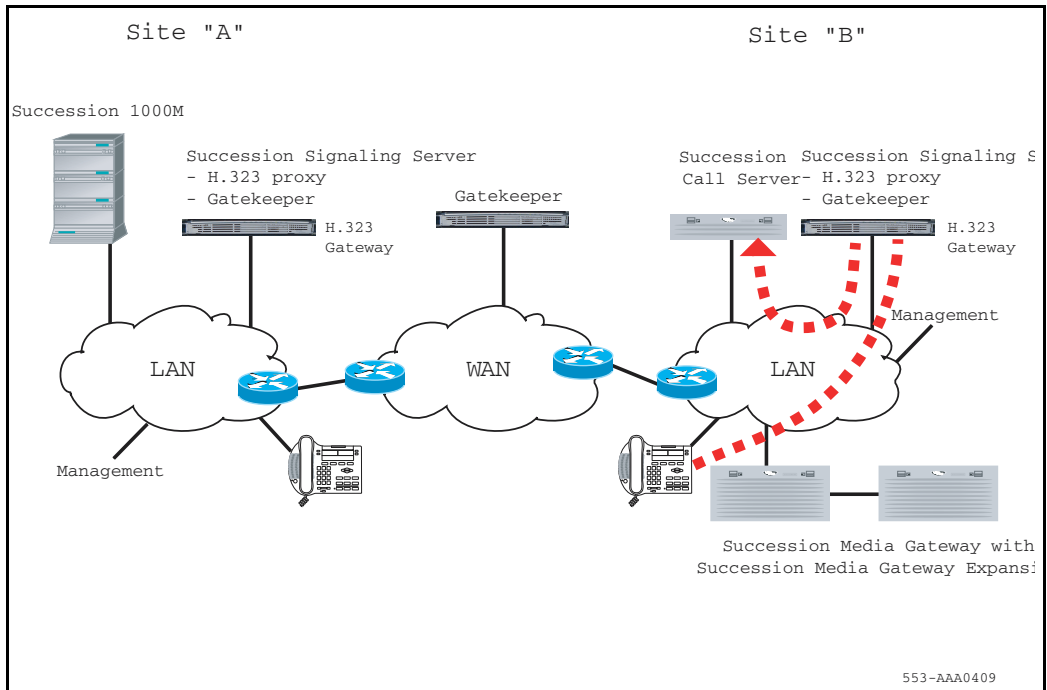 Site "A"
Site "B"
Succession 1000M
Succession Signaling Server
- H.323 proxy
- Gatekeeper
H.323
Gateway
Gatekeeper
Succession
Call Server
Succession Signaling S
- H.323 proxy
- Gatekeeper
H.323
Gateway
Management
LAN
WAN
LAN
Management
Succession Media Gateway with
Succession Media Gateway Expansi
553-AAA0409